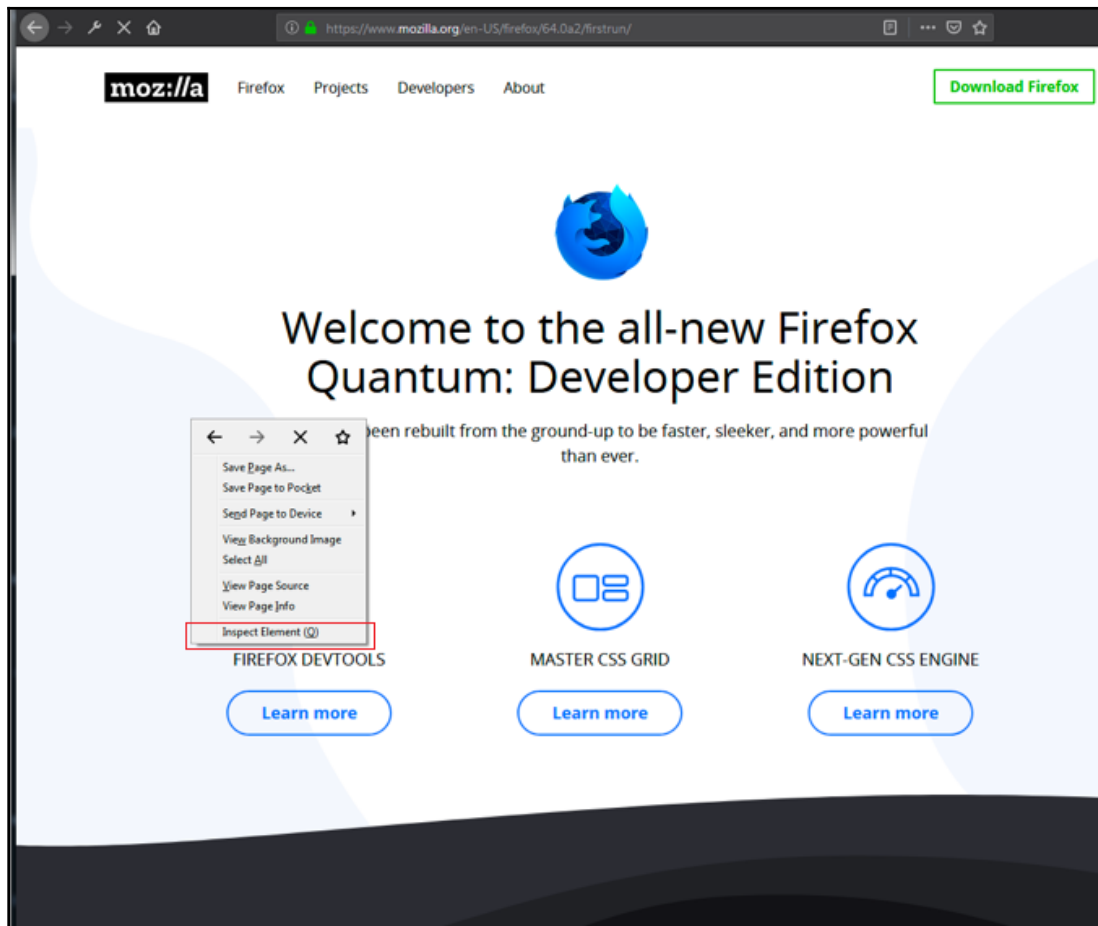 https://www.mozilla.org/en-US/firefox/64.0a2/firstrun/
moz://a
Firefox Projects Developers About
Download Firefox
Welcome to the all-new Firefox
Quantum: Developer Edition
been rebuilt from the ground-up to be faster, sleeker, and more powerful
than ever.
Save Page As...
Save Page to Pocket
Send Page to Device
View Background Image
Select All
View Page Source
View Page Info
Inspect Element (Q)
FIREFOX DEVTOOLS MASTER CSS GRID NEXT-GEN CSS ENGINE
Learn more Learn more Learn more